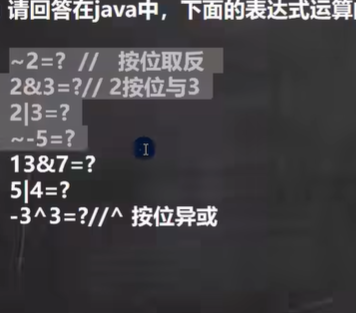 请回答在java中，下面的表达式运算
~2=? // 按位取反
2&3=?// 2按位与3
2|3=?
~-5=?
13&7=?
5|4=?
-3^3=?//^ 按位异或